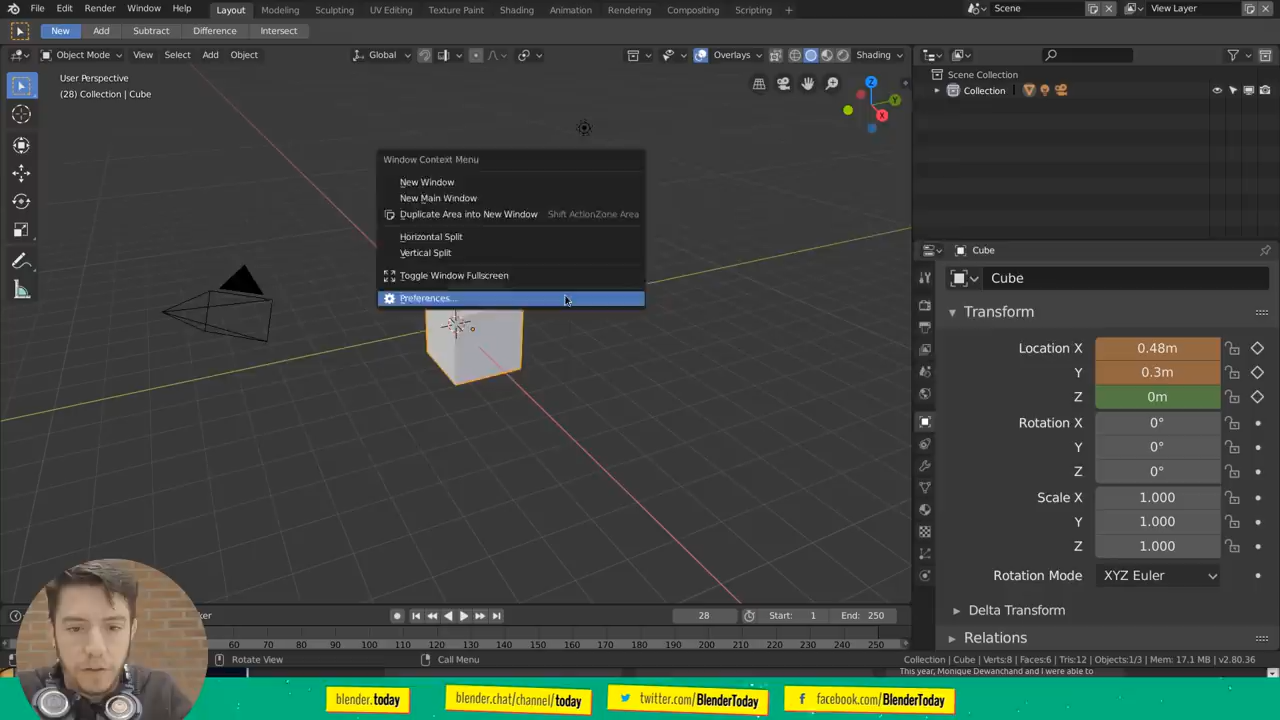 File Edit Render Window Help
Layout Modeling Sculpting UV Editing Texture Paint Shading Animation Rendering Compositing Scripting
Scene
View Layer
New Add Subtract Difference Intersect
Object Mode View Select Add Object
Global
Overlays
Shading
User Perspective
(28) Collection | Cube
Z
Y
X
Window Context Menu
New Window
New Main Window
Duplicate Area into New Window Shift ActionZone Area
Horizontal Split
Vertical Split
Toggle Window Fullscreen
Preferences...
Scene Collection
Collection
Cube
Cube
Transform
Location X 0.48m
Y 0.3m
Z 0m
Rotation X 0°
Y 0°
Z 0°
Scale X 1.000
Y 1.000
Z 1.000
Rotation Mode XYZ Euler
Delta Transform
Relations
28 Start: 1 End: 250
60 70 80 90 100 110 120 130 140 150 160 170 180 190 200 210 220 230 240 250
Rotate View
Call Menu
Collection | Cube | Verts:8 | Faces:6 | Tris:12 | Objects:1/3 | Mem: 17.1 MB | v2.80.36
This year, Monique Dewanchand and I were able to
blender.today
blender.chat/channel/today
twitter.com/BlenderToday
facebook.com/BlenderToday